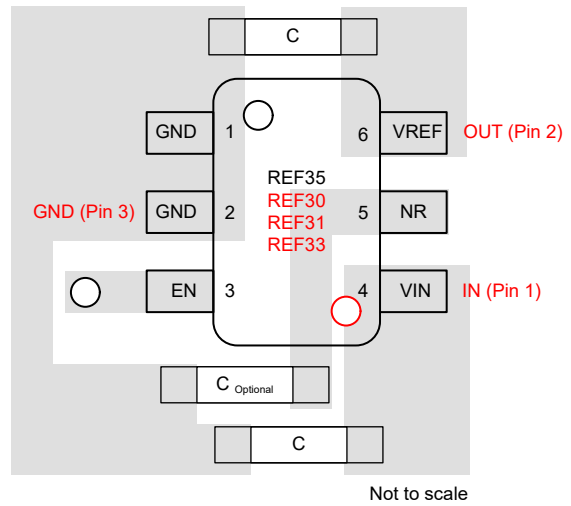 C
GND 1 6 VREF OUT (Pin 2)
REF35
REF30
REF31
REF33
GND (Pin 3) GND 2 5 NR
EN 3 4 VIN IN (Pin 1)
C Optional
C
Not to scale